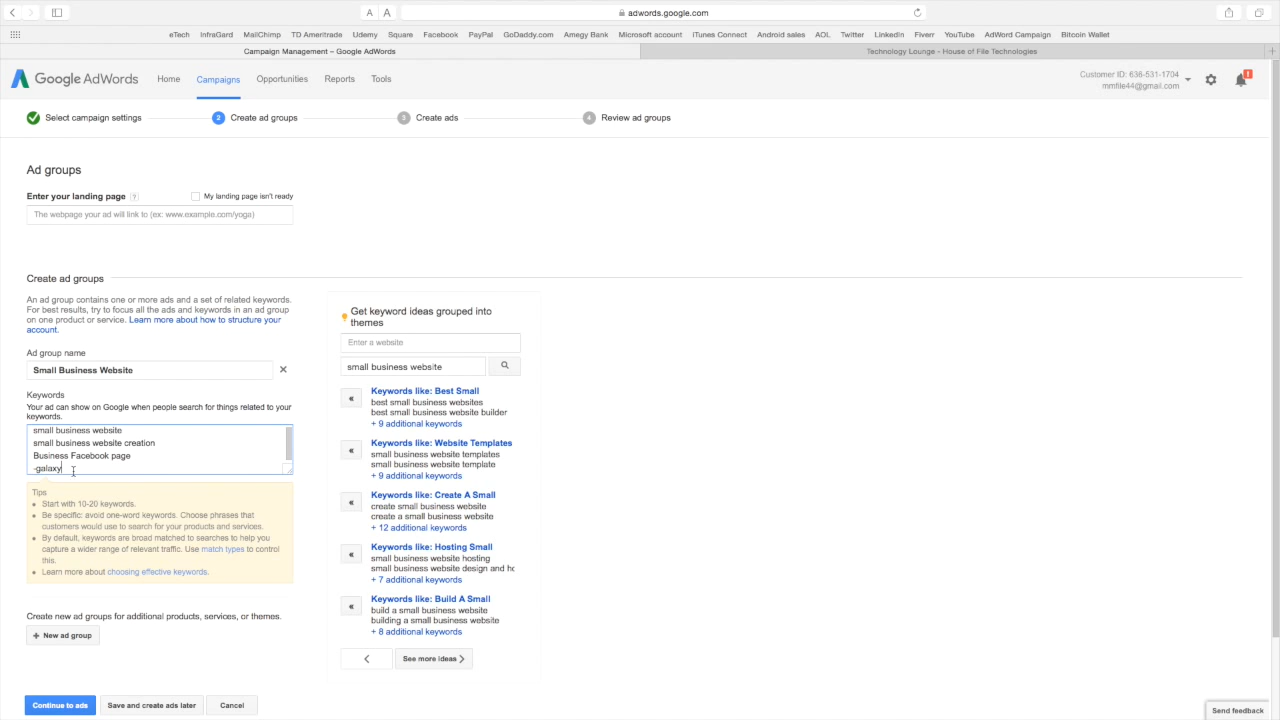 A A
adwords.google.com
eTech InfraGard MailChimp TD Ameritrade Udemy Square Facebook PayPal GoDaddy.com Amegy Bank Microsoft account iTunes Connect Android sales AOL Twitter LinkedIn Fiverr YouTube AdWord Campaign Bitcoin Wallet
Campaign Management – Google AdWords
Technology Lounge - House of File Technologies
Google AdWords
Home Campaigns Opportunities Reports Tools
Customer ID: 636-531-1704
mmfile44@gmail.com
!
Select campaign settings 2 Create ad groups 3 Create ads 4 Review ad groups
Ad groups
Enter your landing page ? My landing page isn't ready
The webpage your ad will link to (ex: www.example.com/yoga)
Create ad groups
An ad group contains one or more ads and a set of related keywords.
For best results, try to focus all the ads and keywords in an ad group
on one product or service. Learn more about how to structure your
account.
Ad group name
Small Business Website
Keywords
Your ad can show on Google when people search for things related to your
keywords.
small business website
small business website creation
Business Facebook page
-galaxy
Tips
Start with 10-20 keywords.
Be specific: avoid one-word keywords. Choose phrases that
customers would use to search for your products and services.
By default, keywords are broad matched to searches to help you
capture a wider range of relevant traffic. Use match types to control
this.
Learn more about choosing effective keywords.
Create new ad groups for additional products, services, or themes.
+ New ad group
Get keyword ideas grouped into
themes
Enter a website
small business website
« Keywords like: Best Small
best small business websites
best small business website builder
+ 9 additional keywords
« Keywords like: Website Templates
small business website templates
small business website template
+ 9 additional keywords
« Keywords like: Create A Small
create small business website
create a small business website
+ 12 additional keywords
« Keywords like: Hosting Small
small business website hosting
small business website design and ho
+ 7 additional keywords
« Keywords like: Build A Small
build a small business website
building a small business website
+ 8 additional keywords
See more ideas
Continue to ads Save and create ads later Cancel
Send feedback